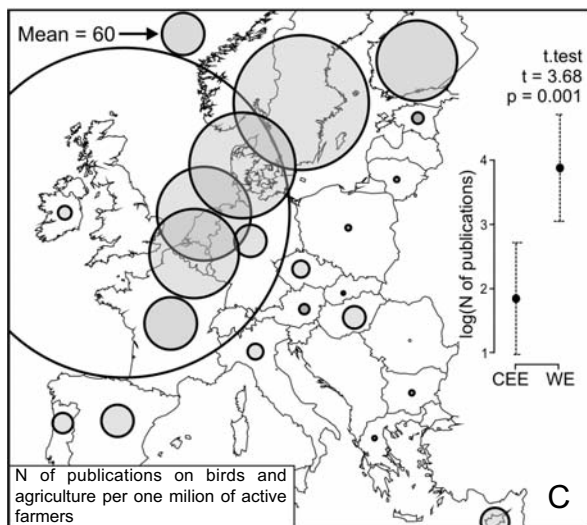 Mean = 60
t.test
t = 3.68
p = 0.001
log(N of publications)
4
3
2
1
CEE WE
N of publications on birds and
agriculture per one milion of active
farmers
C